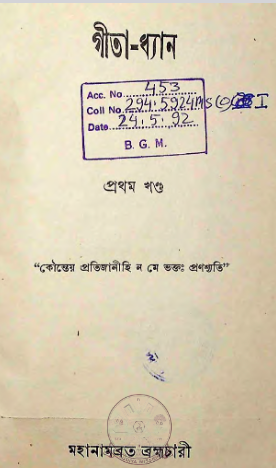 গীতা-ধ্যান
Acc. No. 453
Coll No. 294.5924
Date 24.5.92
B. G. M.
প্রথম খণ্ড
“কৌন্তেয় প্রতিজানীহি ন মে ভক্তঃ প্রণশ্যতি”
মহানামব্রত ব্রহ্মচারী